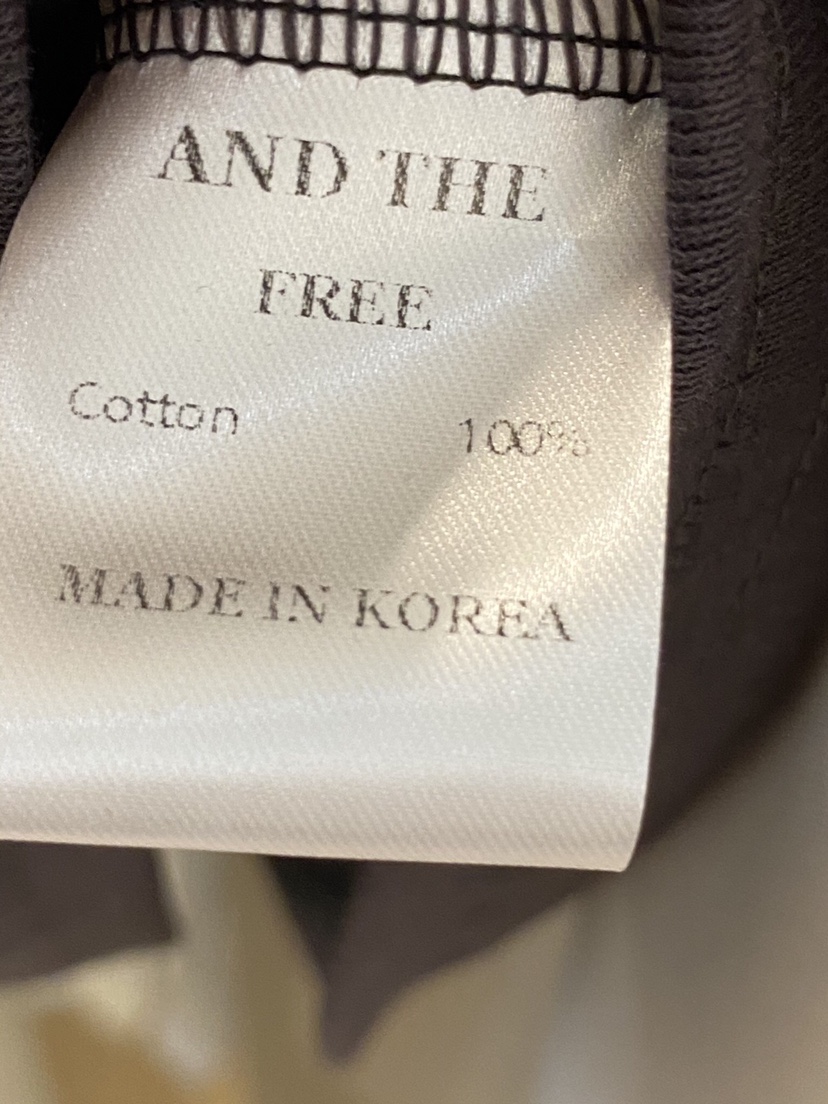 AND THE
FREE
Cotton 100%
MADE IN KOREA